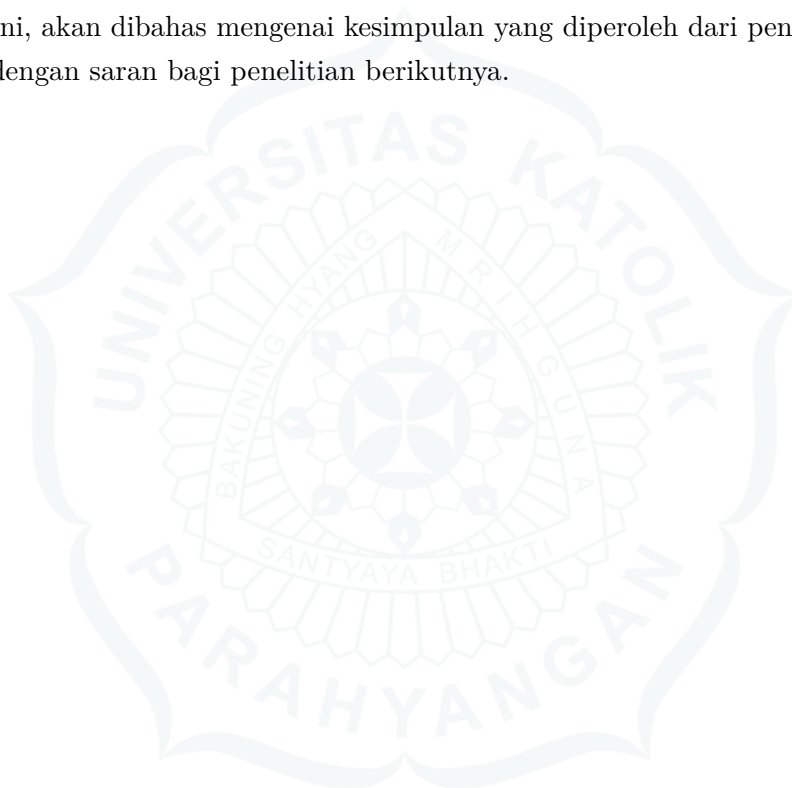 ni, akan dibahas mengenai kesimpulan yang diperoleh dari pen
dengan saran bagi penelitian berikutnya.
UNIVERSITAS KATOLIK
BAKUNING HYANG MRIH GUNA
SANTYAYA BHAKTI
PARAHYANGAN